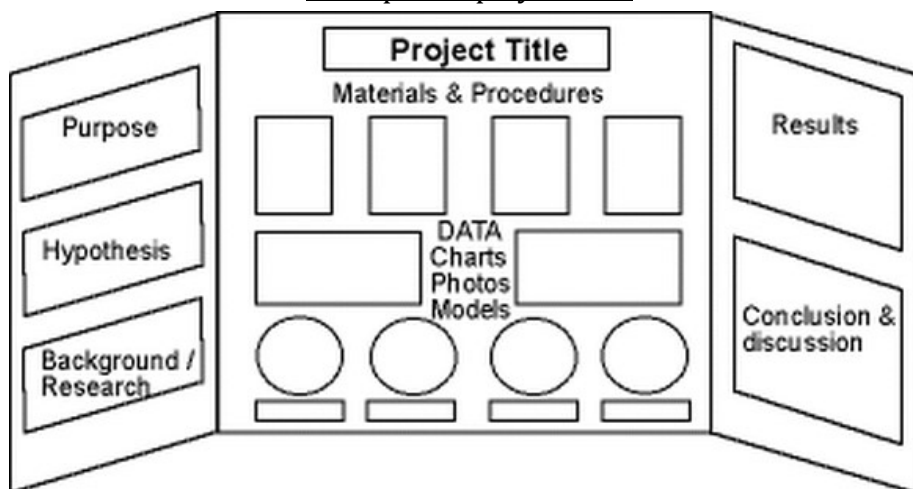 Purpose
Hypothesis
Background /
Research
Project Title
Materials & Procedures
DATA
Charts
Photos
Models
Results
Conclusion &
discussion